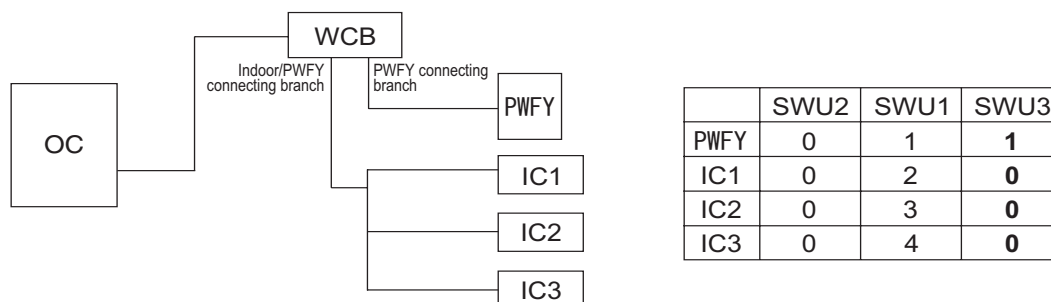 WCB
Indoor/PWFY
connecting branch
PWFY connecting
branch
OC
PWFY
IC1
IC2
IC3
SWU2 SWU1 SWU3
PWFY 0 1 1
IC1 0 2 0
IC2 0 3 0
IC3 0 4 0